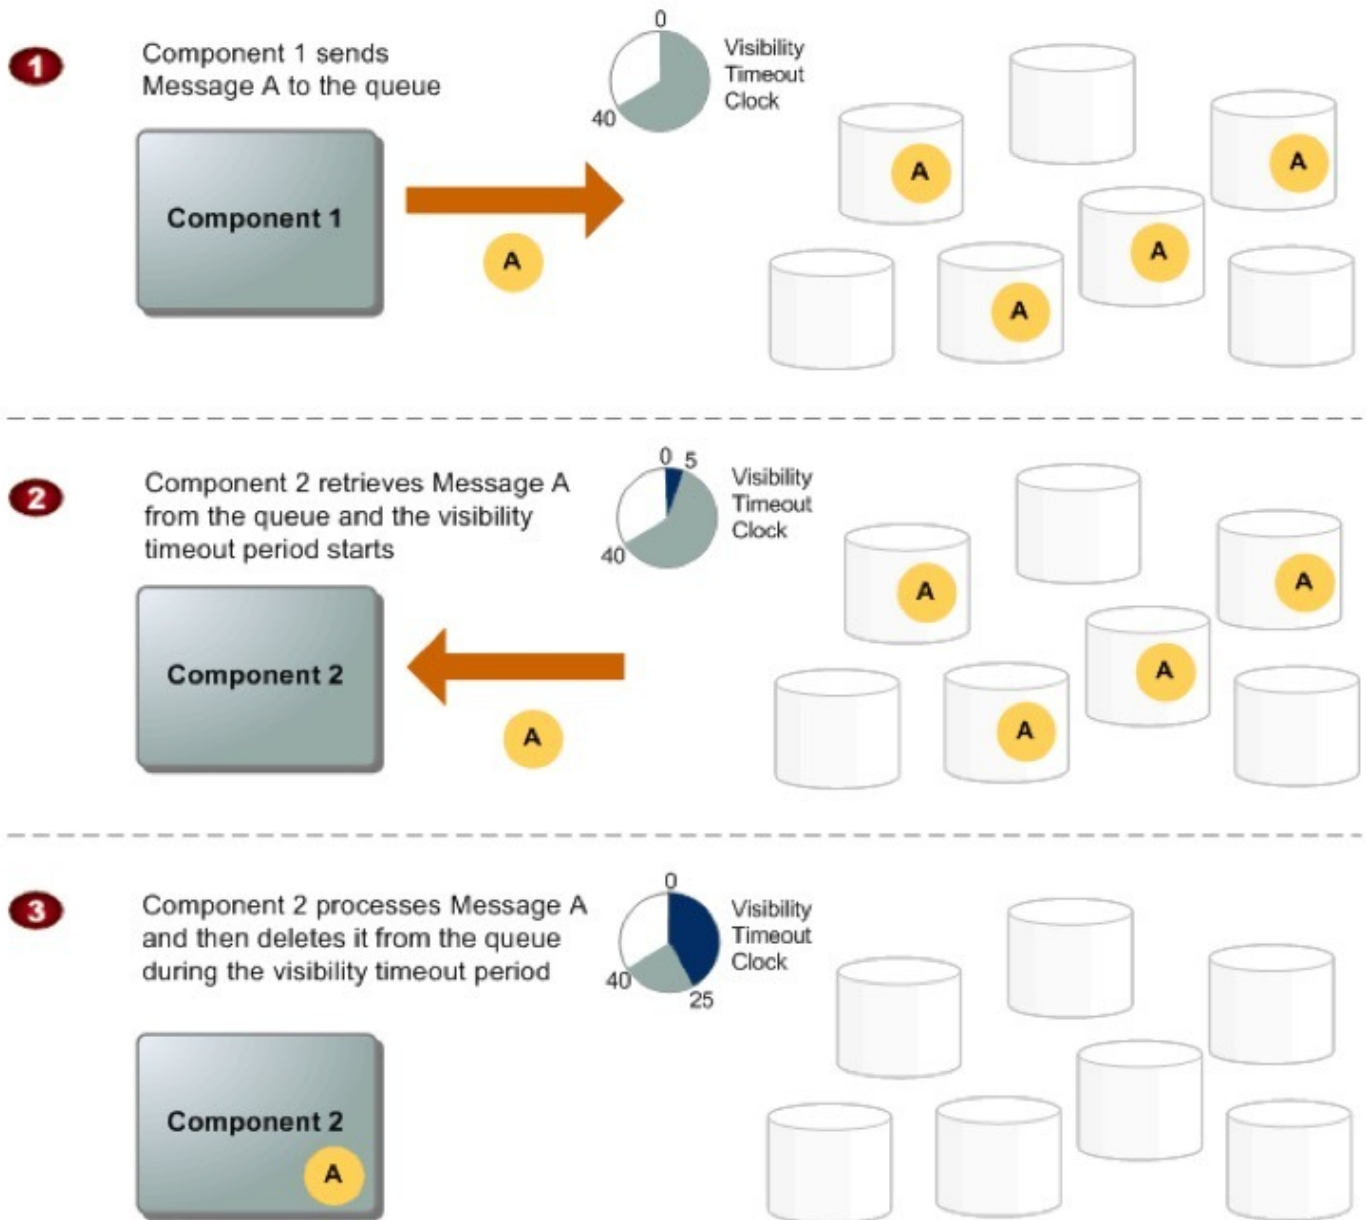 1
Component 1 sends
Message A to the queue
0
40
Visibility
Timeout
Clock
Component 1
A
A
A
A
A
2
Component 2 retrieves Message A
from the queue and the visibility
timeout period starts
0 5
40
Visibility
Timeout
Clock
Component 2
A
A
A
A
A
3
Component 2 processes Message A
and then deletes it from the queue
during the visibility timeout period
0
40
25
Visibility
Timeout
Clock
Component 2
A